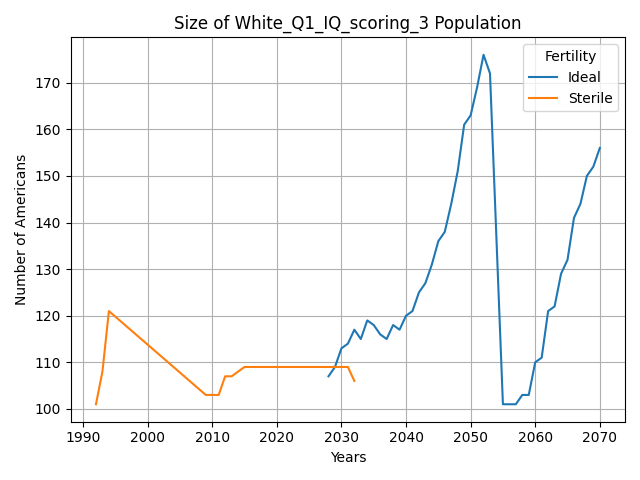 Size of White_Q1_IQ_scoring_3 Population
Number of Americans
170
160
150
140
130
120
110
100
Fertility
Ideal
Sterile
1990 2000 2010 2020 2030 2040 2050 2060 2070
Years